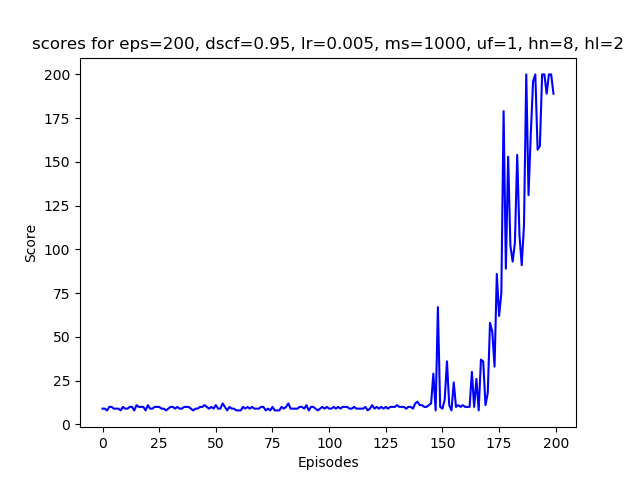 scores for eps=200, dscf=0.95, lr=0.005, ms=1000, uf=1, hn=8, hl=2
200
175
150
125
100
75
50
25
0
Score
0 25 50 75 100 125 150 175 200
Episodes